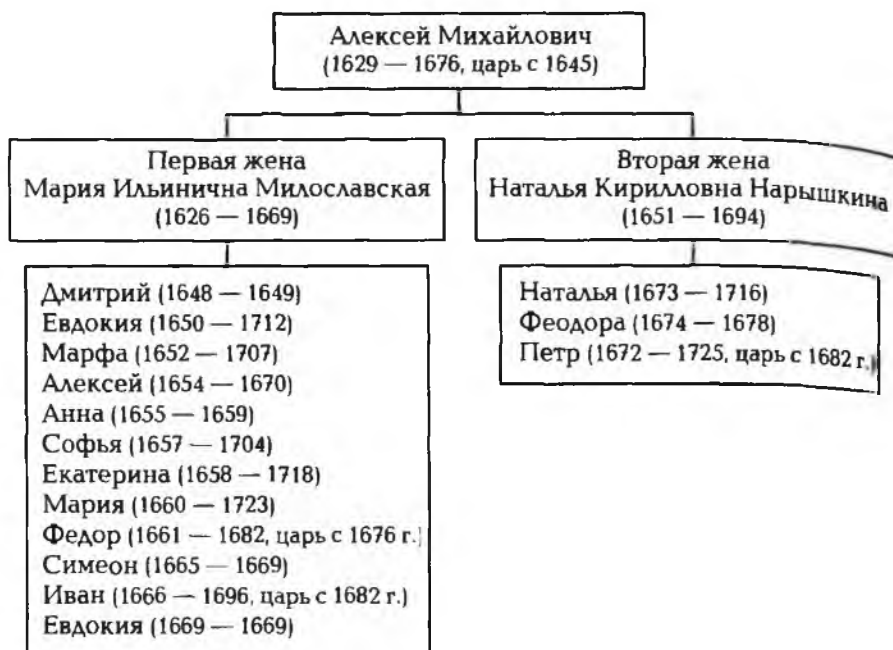 Алексей Михайлович
(1629 — 1676, царь с 1645)
Первая жена
Мария Ильинична Милославская
(1626 — 1669)
Вторая жена
Наталья Кирилловна Нарышкина
(1651 — 1694)
Дмитрий (1648 — 1649)
Евдокия (1650 — 1712)
Марфа (1652 — 1707)
Алексей (1654 — 1670)
Анна (1655 — 1659)
Софья (1657 — 1704)
Екатерина (1658 — 1718)
Мария (1660 — 1723)
Федор (1661 — 1682, царь с 1676 г.)
Симеон (1665 — 1669)
Иван (1666 — 1696, царь с 1682 г.)
Евдокия (1669 — 1669)
Наталья (1673 — 1716)
Феодора (1674 — 1678)
Петр (1672 — 1725, царь с 1682 г.)